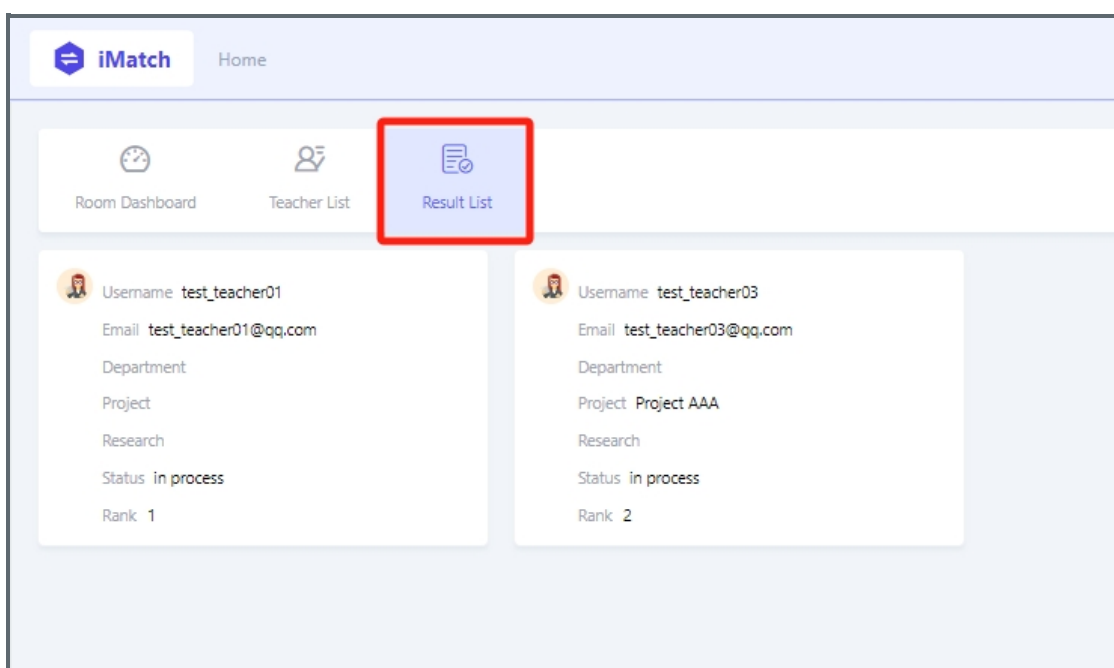 iMatch Home
Room Dashboard Teacher List Result List
Username test_teacher01
Email test_teacher01@qq.com
Department
Project
Research
Status in process
Rank 1
Username test_teacher03
Email test_teacher03@qq.com
Department
Project Project AAA
Research
Status in process
Rank 2